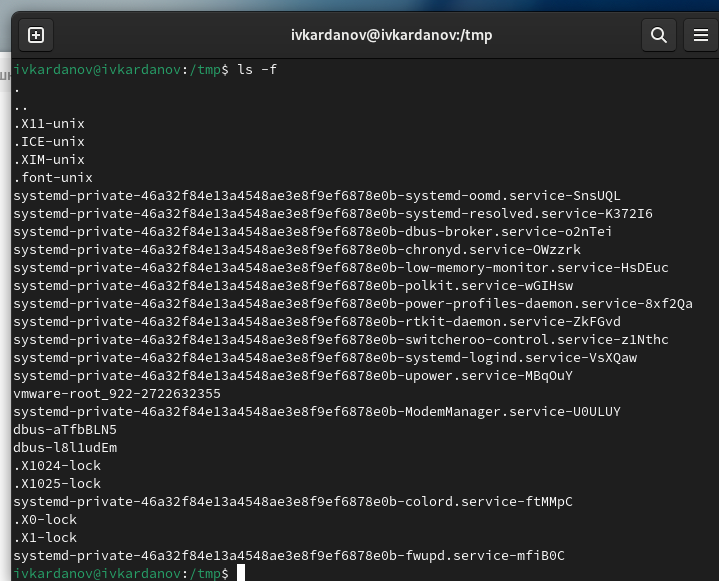 ivkardanov@ivkardanov:/tmp
ivkardanov@ivkardanov:/tmp$ ls -f
.
..
.X11-unix
.ICE-unix
.XIM-unix
.font-unix
systemd-private-46a32f84e13a4548ae3e8f9ef6878e0b-systemd-oomd.service-SnsUQL
systemd-private-46a32f84e13a4548ae3e8f9ef6878e0b-systemd-resolved.service-K372I6
systemd-private-46a32f84e13a4548ae3e8f9ef6878e0b-dbus-broker.service-o2nTei
systemd-private-46a32f84e13a4548ae3e8f9ef6878e0b-chronyd.service-OWzzrk
systemd-private-46a32f84e13a4548ae3e8f9ef6878e0b-low-memory-monitor.service-HsDEuc
systemd-private-46a32f84e13a4548ae3e8f9ef6878e0b-polkit.service-wGIHsw
systemd-private-46a32f84e13a4548ae3e8f9ef6878e0b-power-profiles-daemon.service-8xf2Qa
systemd-private-46a32f84e13a4548ae3e8f9ef6878e0b-rtkit-daemon.service-ZkFGvd
systemd-private-46a32f84e13a4548ae3e8f9ef6878e0b-switcheroo-control.service-z1Nthc
systemd-private-46a32f84e13a4548ae3e8f9ef6878e0b-systemd-logind.service-VsXQaw
systemd-private-46a32f84e13a4548ae3e8f9ef6878e0b-upower.service-MBqOuY
vmware-root_922-2722632355
systemd-private-46a32f84e13a4548ae3e8f9ef6878e0b-ModemManager.service-U0ULUY
dbus-aTfbBLN5
dbus-l8l1udEm
.X1024-lock
.X1025-lock
systemd-private-46a32f84e13a4548ae3e8f9ef6878e0b-colord.service-ftMMpC
.X0-lock
.X1-lock
systemd-private-46a32f84e13a4548ae3e8f9ef6878e0b-fwupd.service-mfiB0C
ivkardanov@ivkardanov:/tmp$